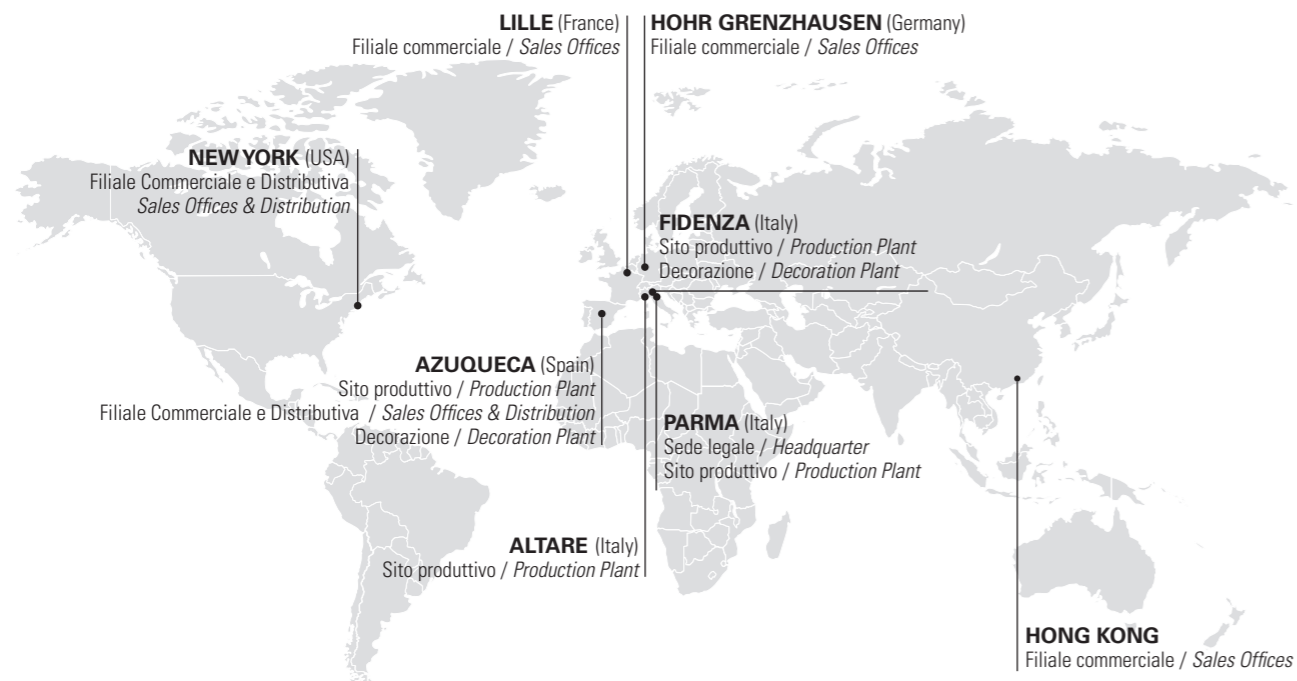 LILLE (France)
Filiale commerciale / Sales Offices
HOHR GRENZHAUSEN (Germany)
Filiale commerciale / Sales Offices
NEW YORK (USA)
Filiale Commerciale e Distributiva
Sales Offices & Distribution
FIDENZA (Italy)
Sito produttivo / Production Plant
Decorazione / Decoration Plant
AZUQUECA (Spain)
Sito produttivo / Production Plant
Filiale Commerciale e Distributiva / Sales Offices & Distribution
Decorazione / Decoration Plant
PARMA (Italy)
Sede legale / Headquarter
Sito produttivo / Production Plant
ALTARE (Italy)
Sito produttivo / Production Plant
HONG KONG
Filiale commerciale / Sales Offices